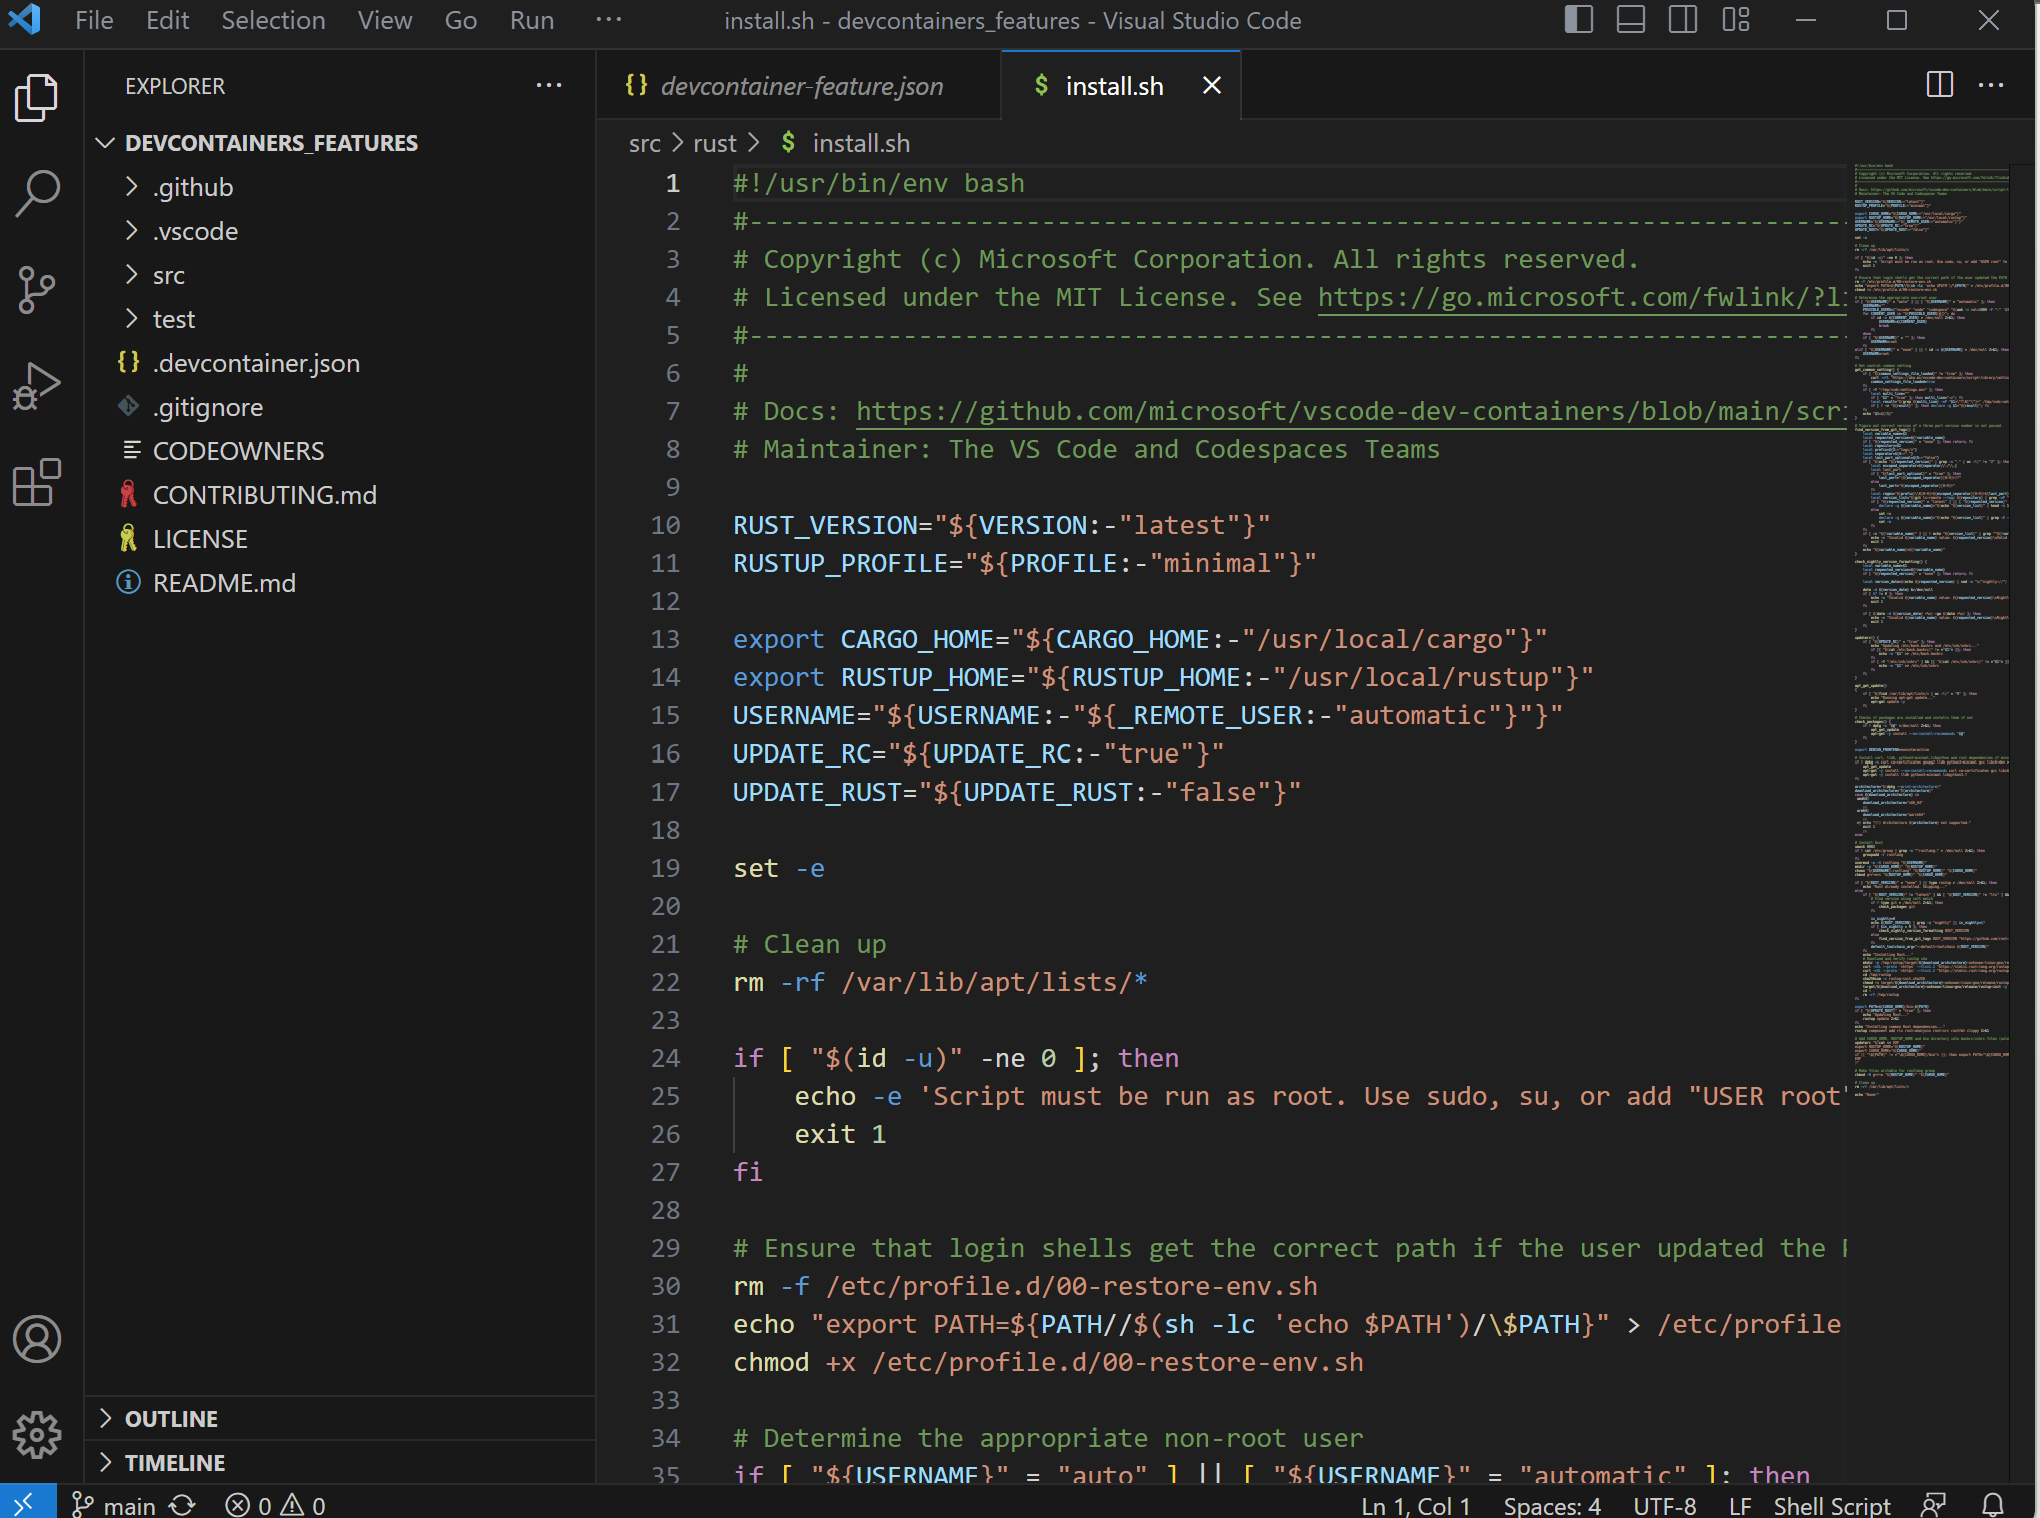 File Edit Selection View Go Run ···
install.sh - devcontainers_features - Visual Studio Code
EXPLORER
DEVCONTAINERS_FEATURES
.github
.vscode
src
test
.devcontainer.json
.gitignore
CODEOWNERS
CONTRIBUTING.md
LICENSE
README.md
OUTLINE
TIMELINE
{} devcontainer-feature.json
$ install.sh
src > rust > $ install.sh
1 #!/usr/bin/env bash
2 #-------------------------------------------------------------------------
3 # Copyright (c) Microsoft Corporation. All rights reserved.
4 # Licensed under the MIT License. See https://go.microsoft.com/fwlink/?li
5 #-------------------------------------------------------------------------
6 #
7 # Docs: https://github.com/microsoft/vscode-dev-containers/blob/main/scri
8 # Maintainer: The VS Code and Codespaces Teams
9
10 RUST_VERSION="${VERSION:-"latest"}"
11 RUSTUP_PROFILE="${PROFILE:-"minimal"}"
12
13 export CARGO_HOME="${CARGO_HOME:-"/usr/local/cargo"}"
14 export RUSTUP_HOME="${RUSTUP_HOME:-"/usr/local/rustup"}"
15 USERNAME="${USERNAME:-"${_REMOTE_USER:-"automatic"}"}"
16 UPDATE_RC="${UPDATE_RC:-"true"}"
17 UPDATE_RUST="${UPDATE_RUST:-"false"}"
18
19 set -e
20
21 # Clean up
22 rm -rf /var/lib/apt/lists/*
23
24 if [ "$(id -u)" -ne 0 ]; then
25 echo -e 'Script must be run as root. Use sudo, su, or add "USER root"
26 exit 1
27 fi
28
29 # Ensure that login shells get the correct path if the user updated the P
30 rm -f /etc/profile.d/00-restore-env.sh
31 echo "export PATH=${PATH//$(sh -lc 'echo $PATH')/\$PATH}" > /etc/profile
32 chmod +x /etc/profile.d/00-restore-env.sh
33
34 # Determine the appropriate non-root user
35 if [ "${USERNAME}" = "auto" ] || [ "${USERNAME}" = "automatic" ]; then
main 0 0
Ln 1, Col 1 Spaces: 4 UTF-8 LF Shell Script